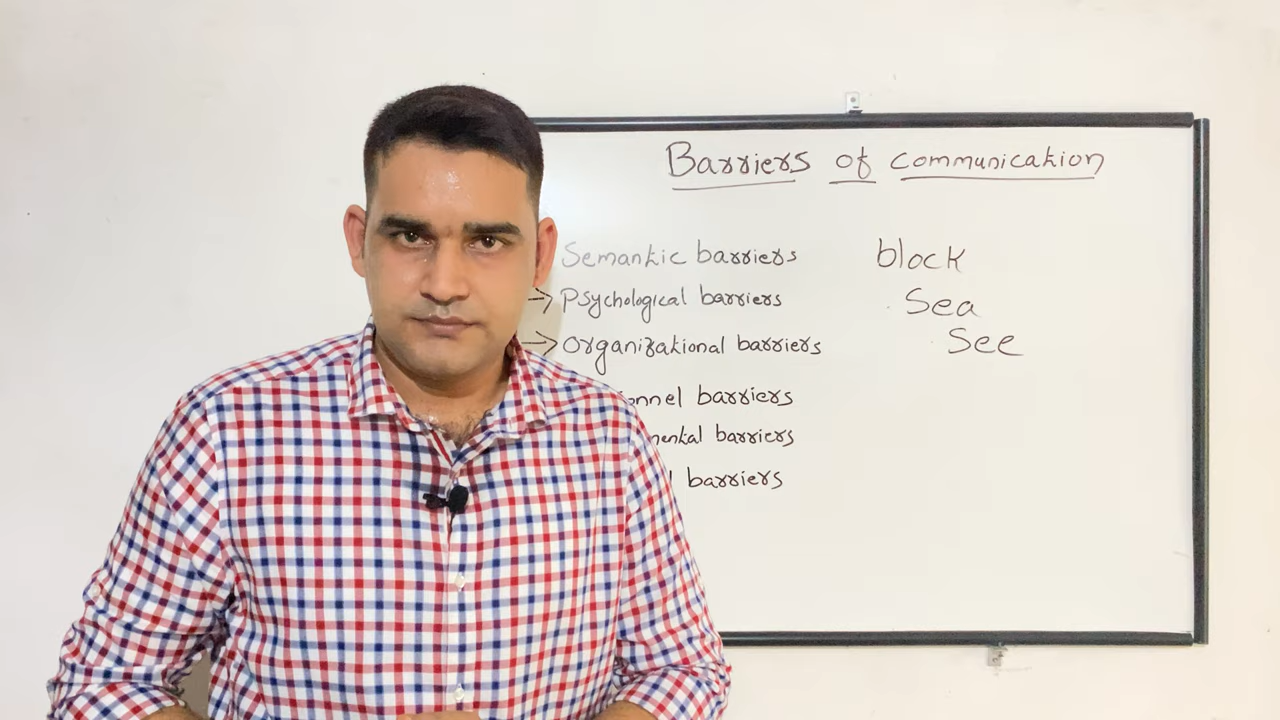 Barriers of communication
Semantic barriers block
→ Psychological barriers Sea
→ Organizational barriers See
barriers
barriers
barriers